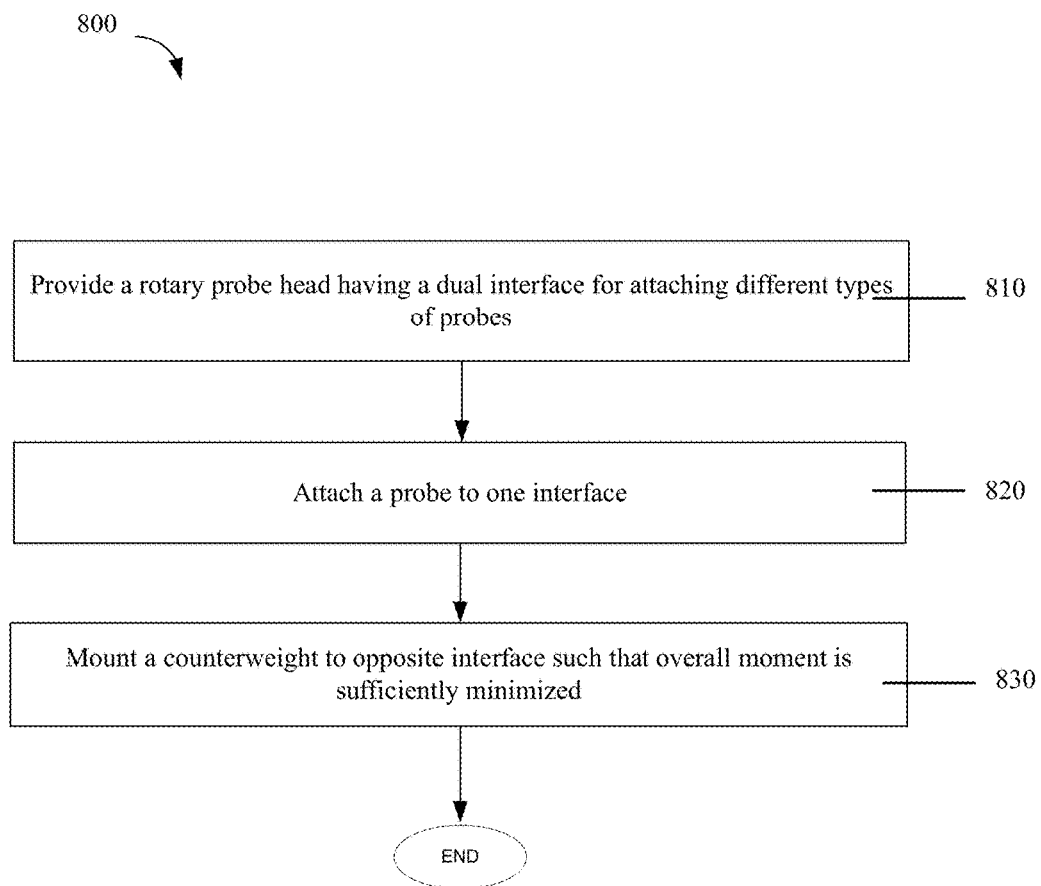 800
Provide a rotary probe head having a dual interface for attaching different types
of probes
810
Attach a probe to one interface
820
Mount a counterweight to opposite interface such that overall moment is
sufficiently minimized
830
END